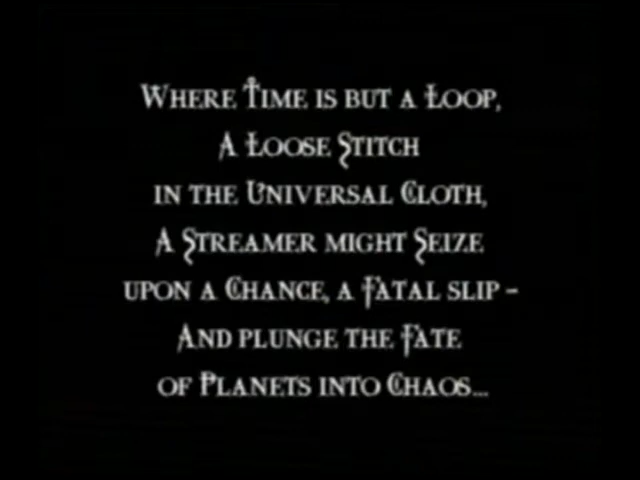 Where Time is but a Loop,
A Loose Stitch
in the Universal Cloth,
A Streamer might Seize
upon a Chance, a Fatal slip –
And plunge the Fate
of Planets into Chaos...